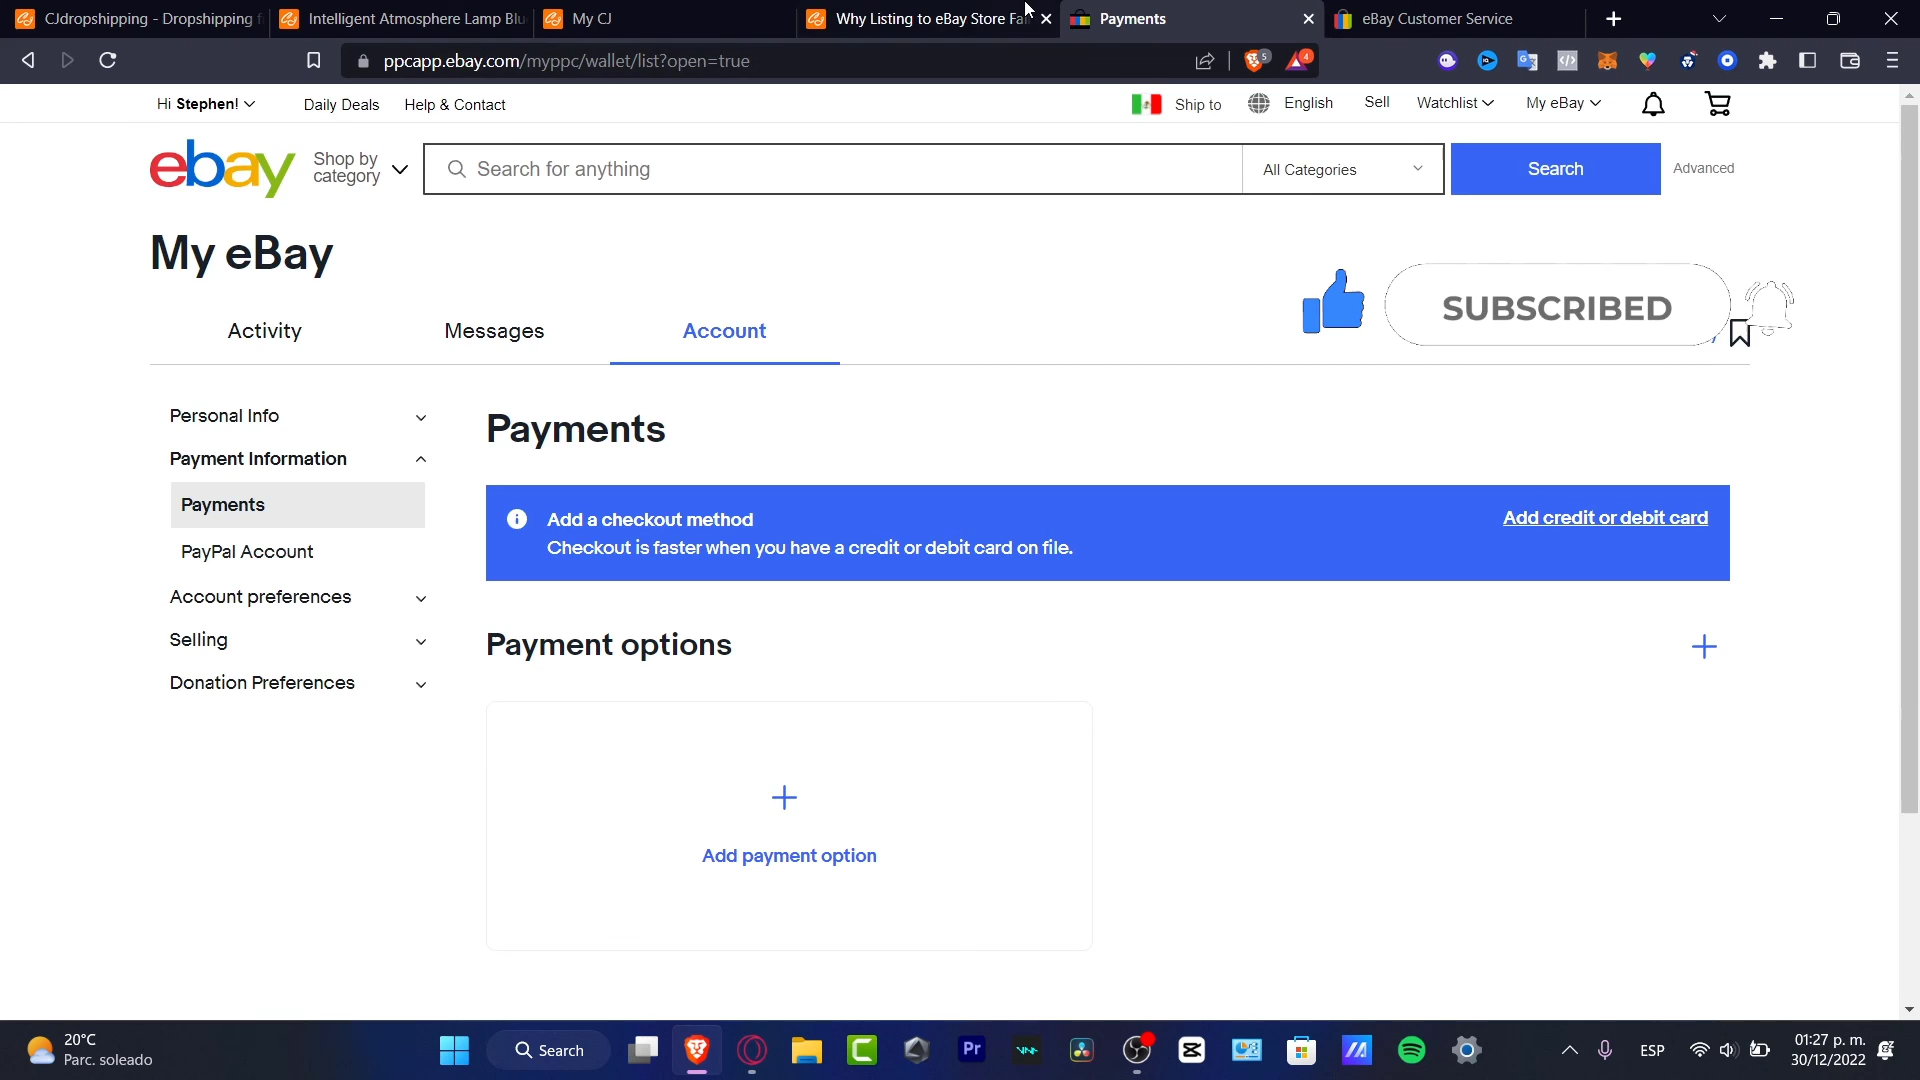 CJdropshipping - Dropshipping f
Intelligent Atmosphere Lamp Blu
My CJ
Why Listing to eBay Store Fai
Payments
eBay Customer Service
ppcapp.ebay.com/myppc/wallet/list?open=true
5
4
Hi Stephen!
Daily Deals
Help & Contact
Ship to
English
Sell
Watchlist
My eBay
ebay
Shop by
category
Search for anything
All Categories
Search
Advanced
My eBay
SUBSCRIBED
Activity
Messages
Account
Personal Info
Payment Information
Payments
PayPal Account
Account preferences
Selling
Donation Preferences
Payments
Add a checkout method
Add credit or debit card
Checkout is faster when you have a credit or debit card on file.
Payment options
Add payment option
20°C
Parc. soleado
Search
Pr
ESP
01:27 p. m.
30/12/2022